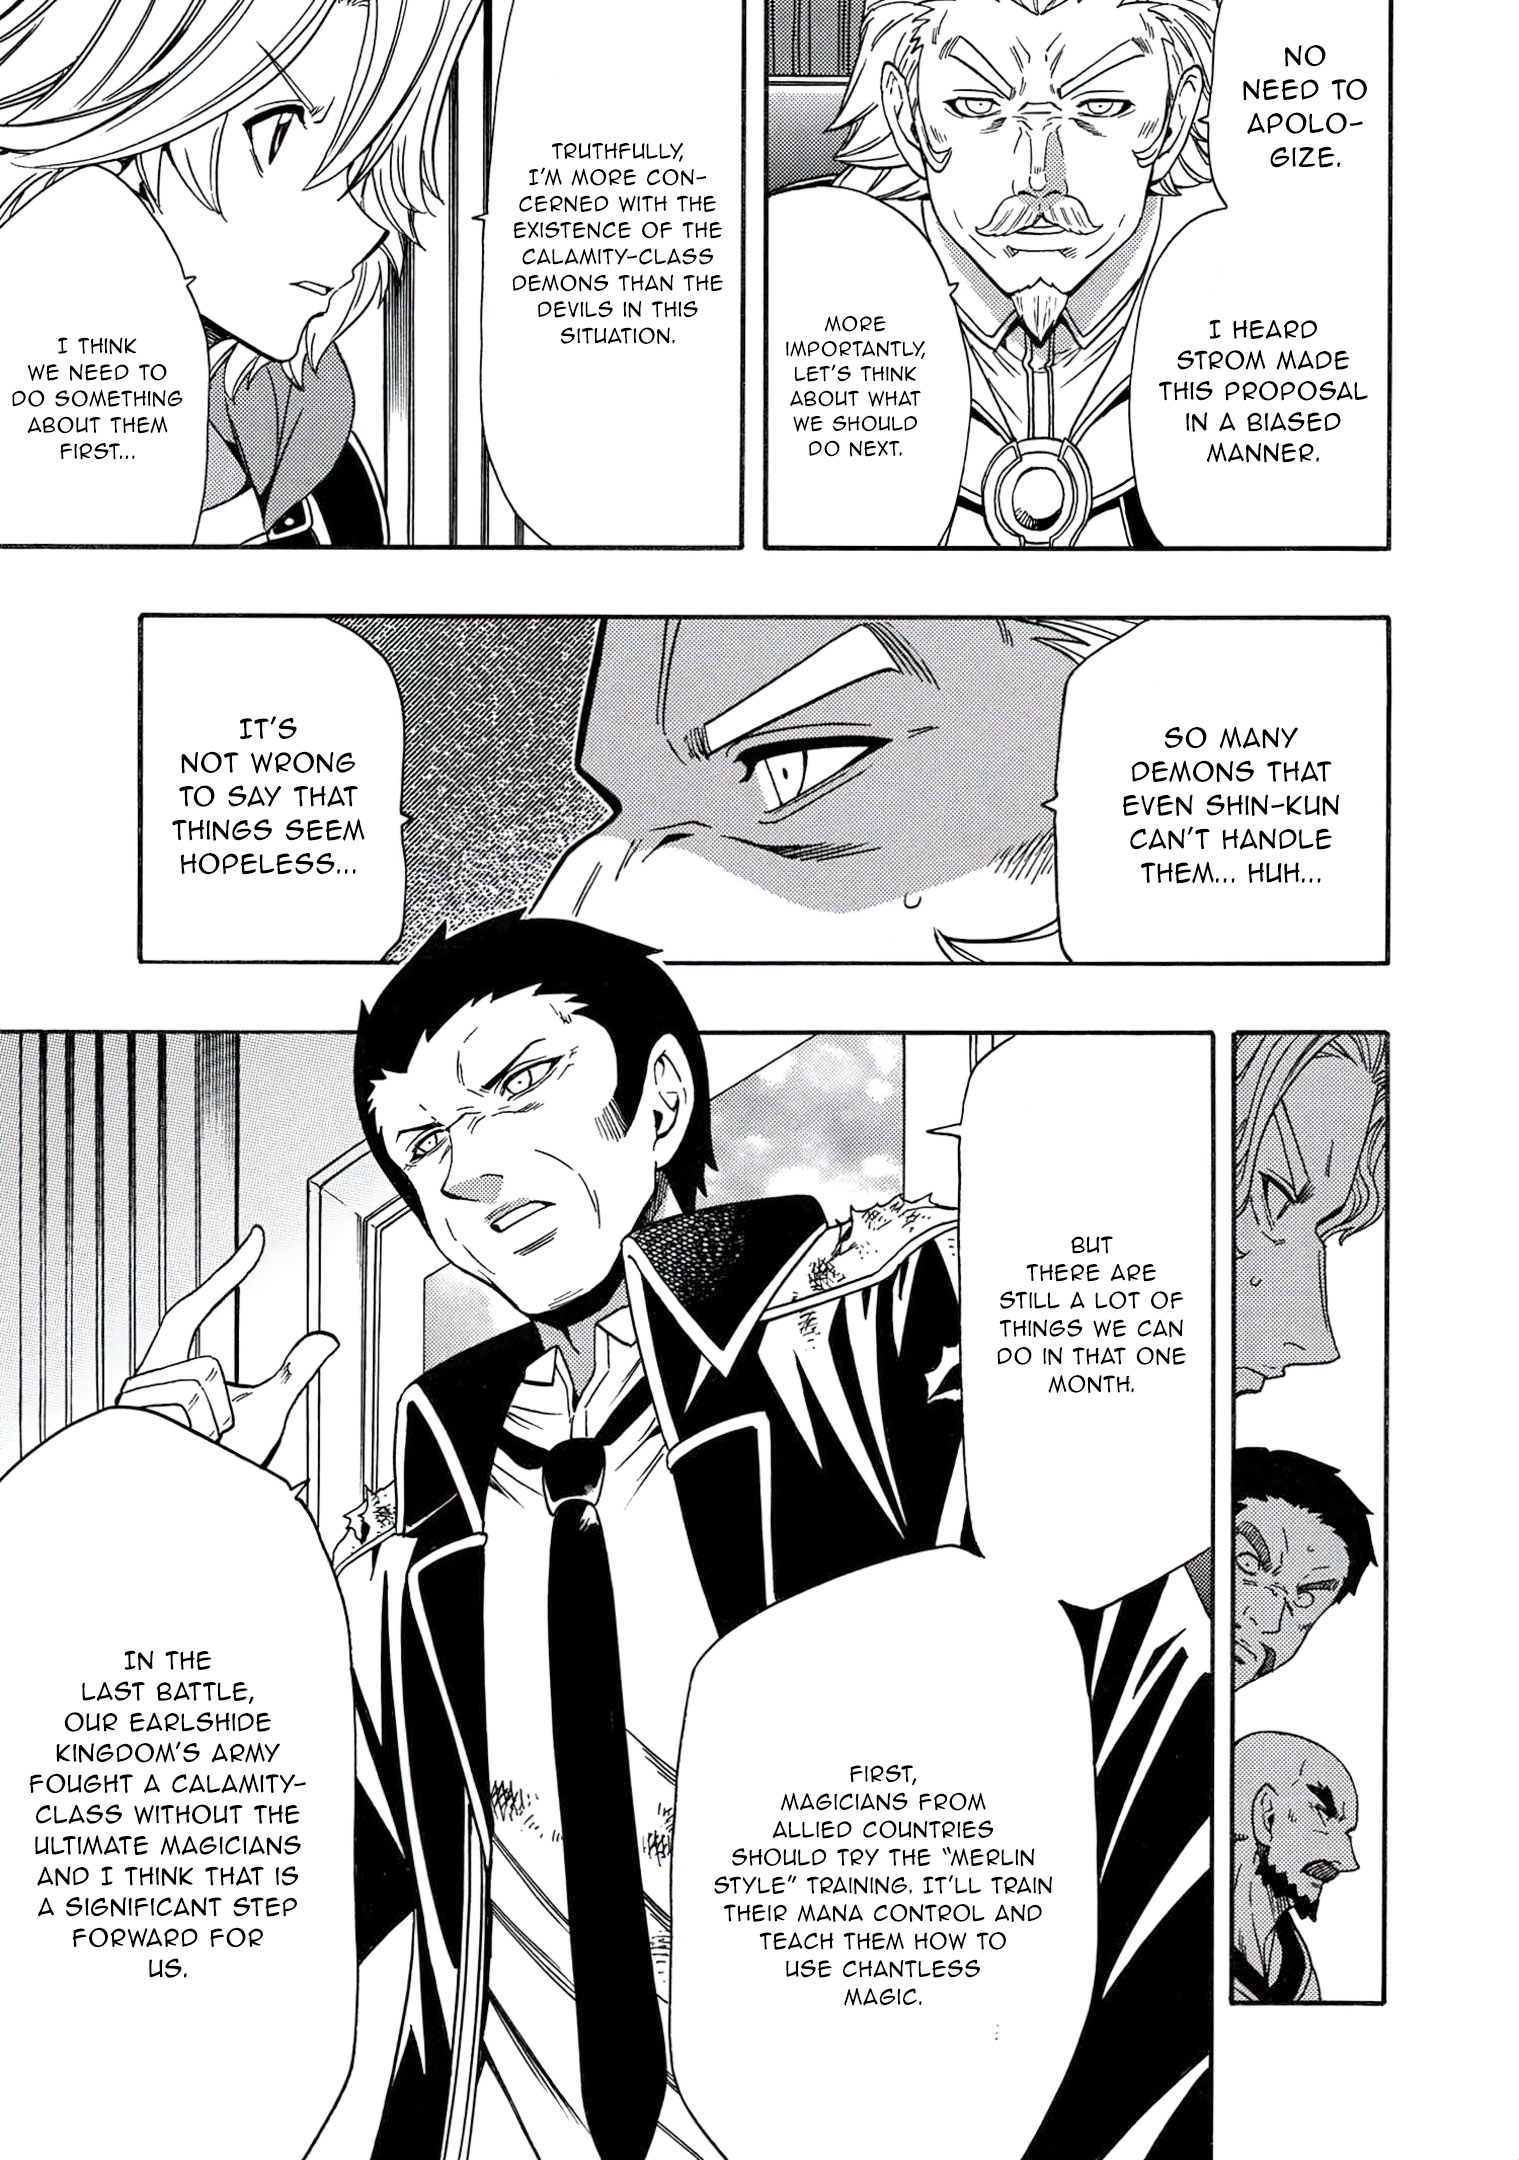 NO
NEED TO
APOLO-
GIZE.
I HEARD
STROM MADE
THIS PROPOSAL
IN A BIASED
MANNER.
MORE
IMPORTANTLY,
LET'S THINK
ABOUT WHAT
WE SHOULD
DO NEXT.
TRUTHFULLY,
I'M MORE CON-
CERNED WITH THE
EXISTENCE OF THE
CALAMITY-CLASS
DEMONS THAN THE
DEVILS IN THIS
SITUATION.
I THINK
WE NEED TO
DO SOMETHING
ABOUT THEM
FIRST...
SO MANY
DEMONS THAT
EVEN SHIN-KUN
CAN'T HANDLE
THEM... HUH...
IT'S
NOT WRONG
TO SAY THAT
THINGS SEEM
HOPELESS...
BUT
THERE ARE
STILL A LOT OF
THINGS WE CAN
DO IN THAT ONE
MONTH.
FIRST,
MAGICIANS FROM
ALLIED COUNTRIES
SHOULD TRY THE "MERLIN
STYLE" TRAINING. IT'LL TRAIN
THEIR MANA CONTROL AND
TEACH THEM HOW TO
USE CHANTLESS
MAGIC.
IN THE
LAST BATTLE,
OUR EARLSHIDE
KINGDOM'S ARMY
FOUGHT A CALAMITY-
CLASS WITHOUT THE
ULTIMATE MAGICIANS
AND I THINK THAT IS
A SIGNIFICANT STEP
FORWARD FOR
US.